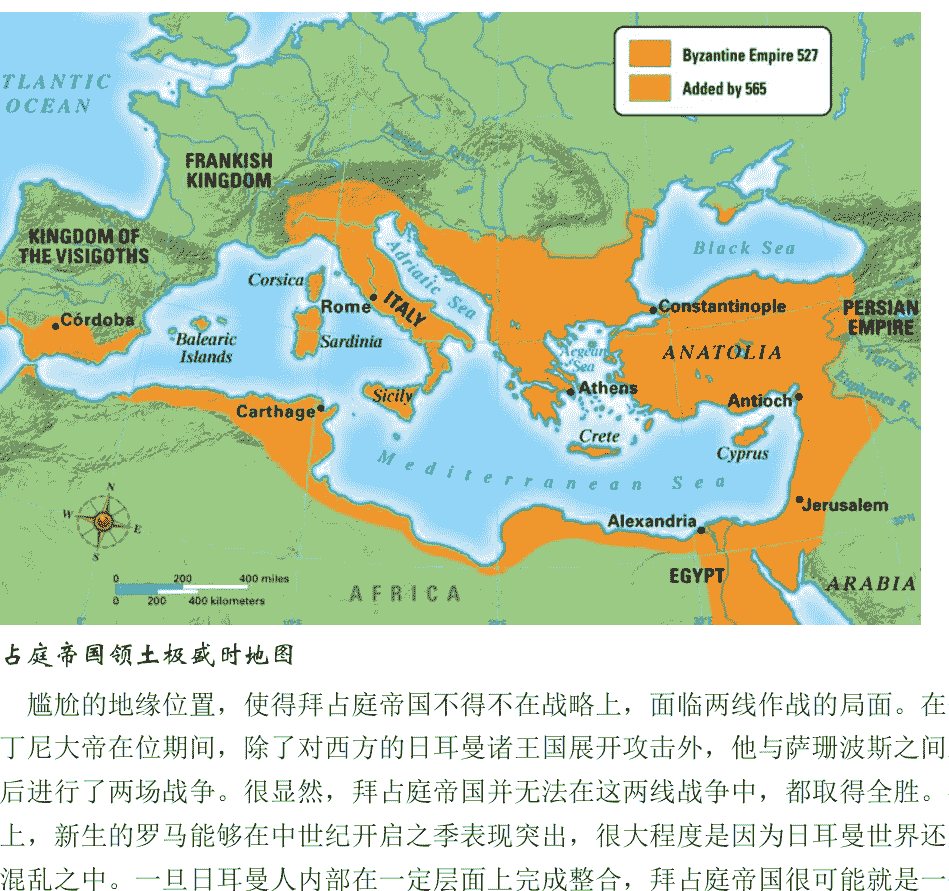 Byzantine Empire 527
Added by 565
TLANTIC
OCEAN
FRANKISH
KINGDOM
Danube River
KINGDOM OF
THE VISIGOTHS
Black Sea
Adriatic Sea
Corsica
Rome
ITALY
Constantinople
PERSIAN
EMPIRE
Córdoba
Balearic
Islands
Sardinia
Aegean
Sea
ANATOLIA
Tigris R.
Euphrates R.
Sicily
Athens
Carthage
Antioch
Crete
Cyprus
Mediterranean Sea
N
W
E
S
Jerusalem
Alexandria
EGYPT
ARABIA
AFRICA
0 200 400 miles
0 200 400 kilometers
占庭帝国领土极盛时地图
尴尬的地缘位置，使得拜占庭帝国不得不在战略上，面临两线作战的局面。在
丁尼大帝在位期间，除了对西方的日耳曼诸王国展开攻击外，他与萨珊波斯之间
后进行了两场战争。很显然，拜占庭帝国并无法在这两线战争中，都取得全胜。
上，新生的罗马能够在中世纪开启之季表现突出，很大程度是因为日耳曼世界还
混乱之中。一旦日耳曼人内部在一定层面上完成整合，拜占庭帝国很可能就是一